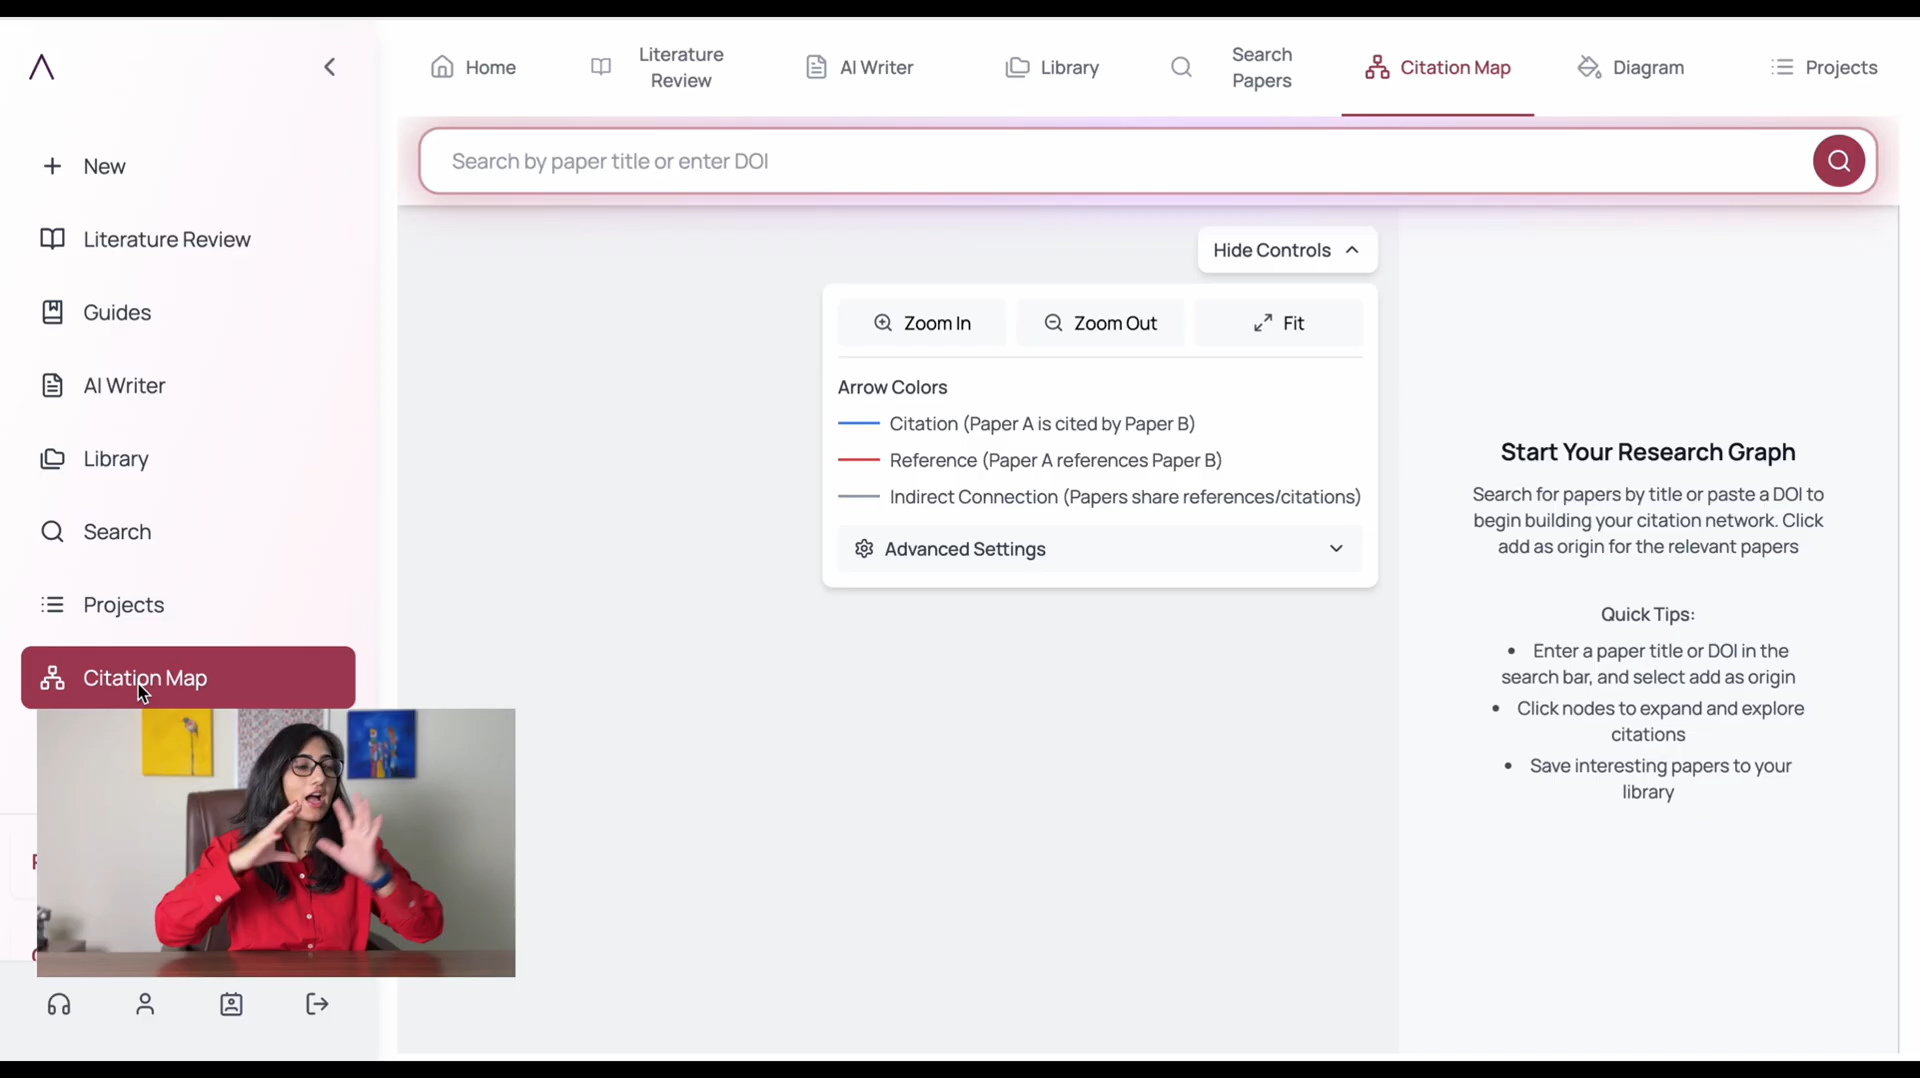 New
Literature Review
Guides
AI Writer
Library
Search
Projects
Citation Map
Home
Literature
Review
AI Writer
Library
Search
Papers
Citation Map
Diagram
Projects
Search by paper title or enter DOI
Hide Controls
Zoom In
Zoom Out
Fit
Arrow Colors
Citation (Paper A is cited by Paper B)
Reference (Paper A references Paper B)
Indirect Connection (Papers share references/citations)
Advanced Settings
Start Your Research Graph
Search for papers by title or paste a DOI to
begin building your citation network. Click
add as origin for the relevant papers
Quick Tips:
• Enter a paper title or DOI in the
search bar, and select add as origin
• Click nodes to expand and explore
citations
• Save interesting papers to your
library